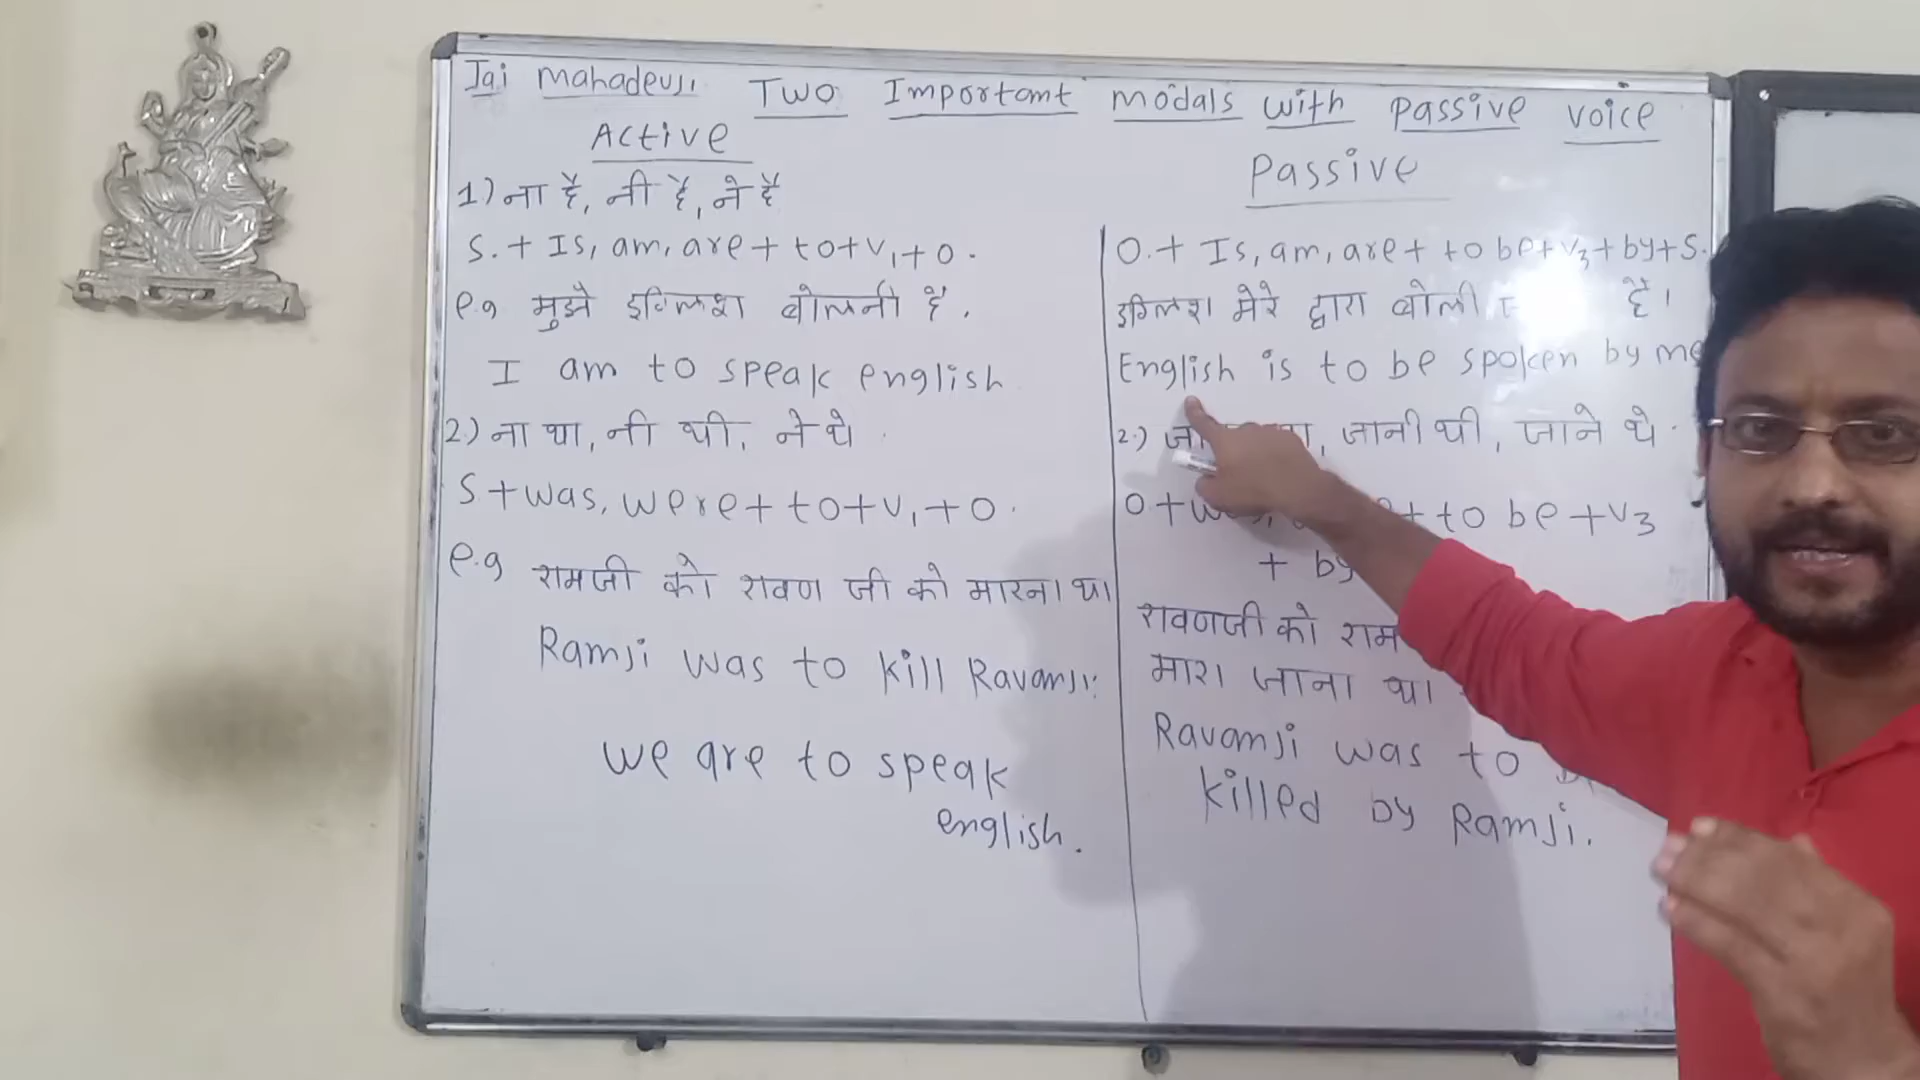 Jai Mahadevji Two Important Modals with Passive Voice
Active
1) ना है, नी है, ने है
S. + Is, am, are + to + V1 + O.
e.g मुझे इंग्लिश बोलनी है.
I am to speak english
2.) ना था, नी थी, ने थे
S + was, were + to + V1 + O.
e.g रामजी को रावण जी को मारना था।
Ramji was to kill Ravanji.
We are to speak
english.
Passive
O. + Is, am, are + to be + V3 + by + S.
इंग्लिश मेरे द्वारा बोली है।
English is to be spoken by me
2.) जानी थी, जाने थे
O + to be + V3
+ by
रावणजी को राम
मारा जाना था।
Ravanji was to
killed by Ramji.